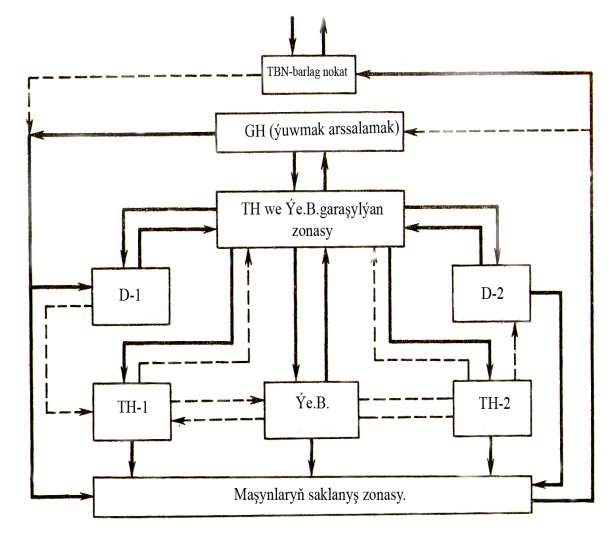 TBN-barlag nokat
GH (ýuwmak arssalamak)
TH we Ýe.B.garaşylýan
zonasy
D-1
D-2
TH-1
Ýe.B.
TH-2
Maşynlaryň saklanyş zonasy.